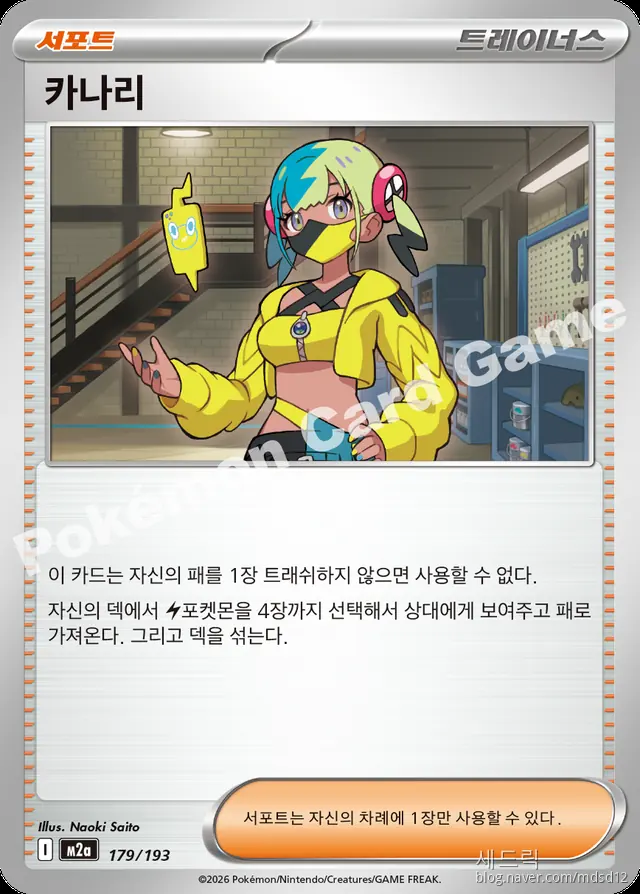 서포트
트레이너스
카나리
Pokémon Card Game
이 카드는 자신의 패를 1장 트래쉬하지 않으면 사용할 수 없다.
자신의 덱에서 포켓몬을 4장까지 선택해서 상대에게 보여주고 패로
가져온다. 그리고 덱을 섞는다.
서포트는 자신의 차례에 1장만 사용할 수 있다.
Illus. Naoki Saito
I M2a 179/193
©2026 Pokémon/Nintendo/Creatures/GAME FREAK.
세드릭
blog.naver.com/mdsd12